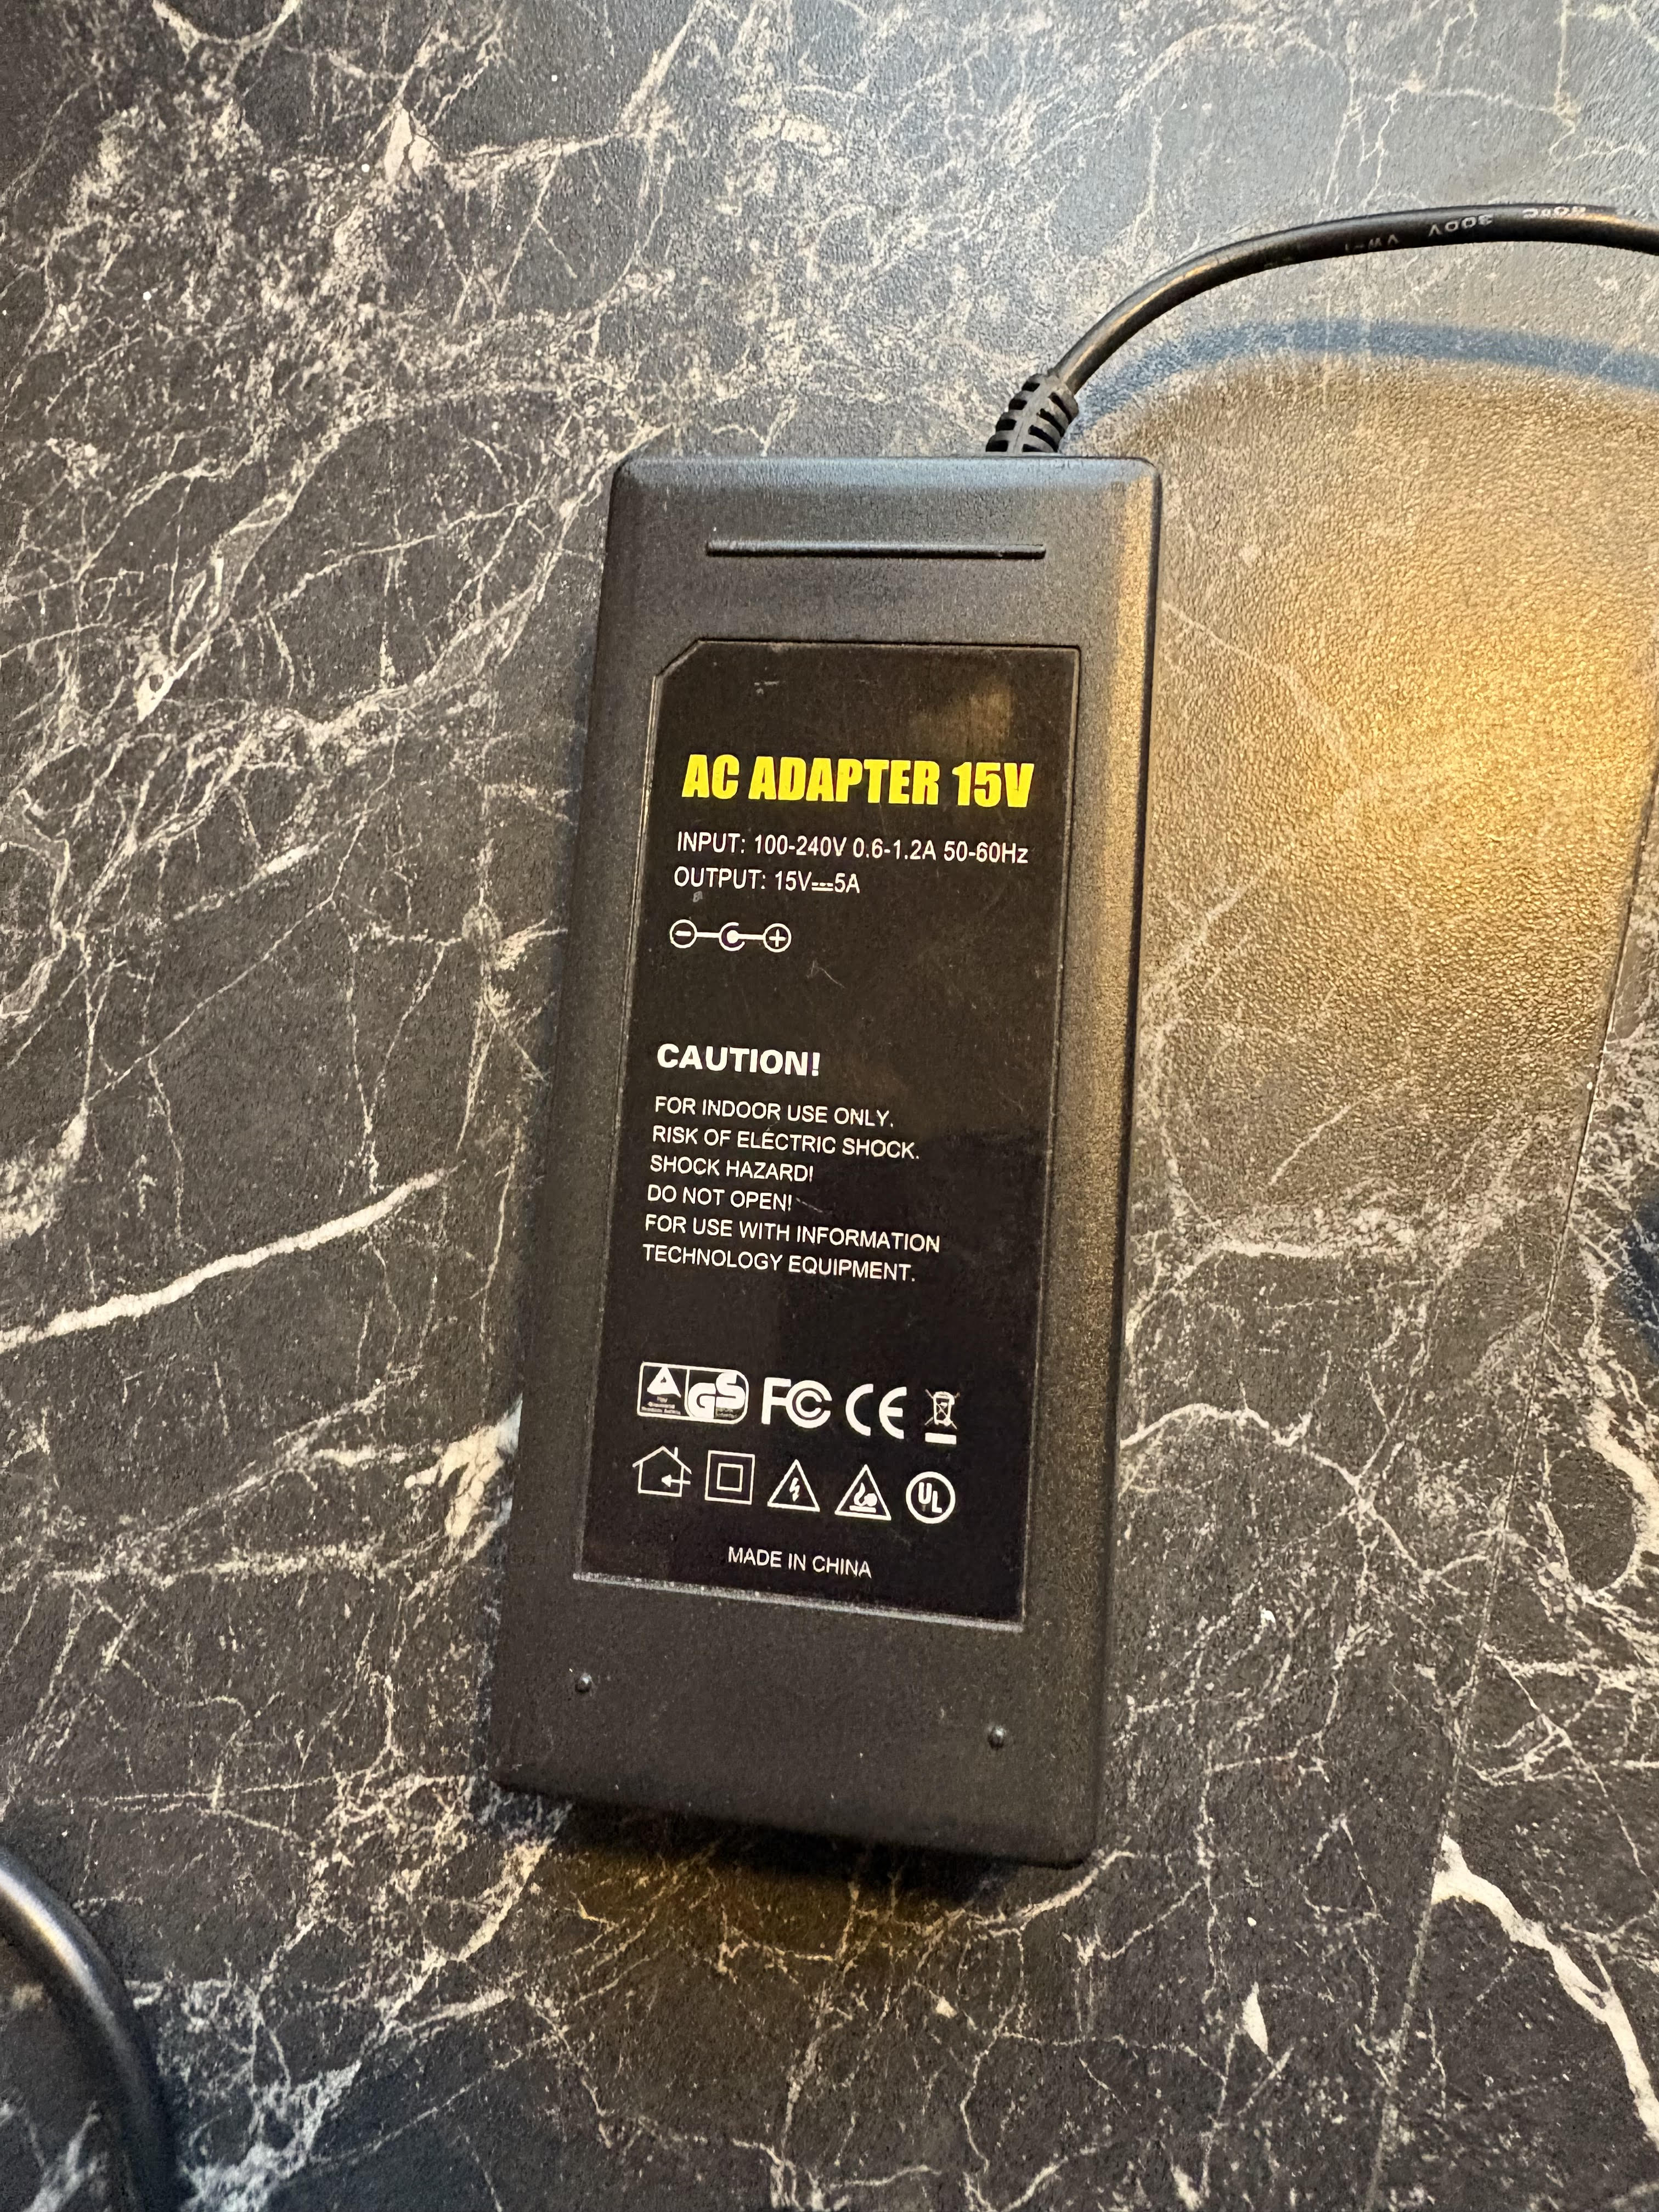 AC ADAPTER 15V
INPUT: 100-240V 0.6-1.2A 50-60Hz
OUTPUT: 15V⎓5A
CAUTION!
FOR INDOOR USE ONLY.
RISK OF ELECTRIC SHOCK.
SHOCK HAZARD!
DO NOT OPEN!
FOR USE WITH INFORMATION
TECHNOLOGY EQUIPMENT.
GS FC CE
UL
MADE IN CHINA
VW-1 300V